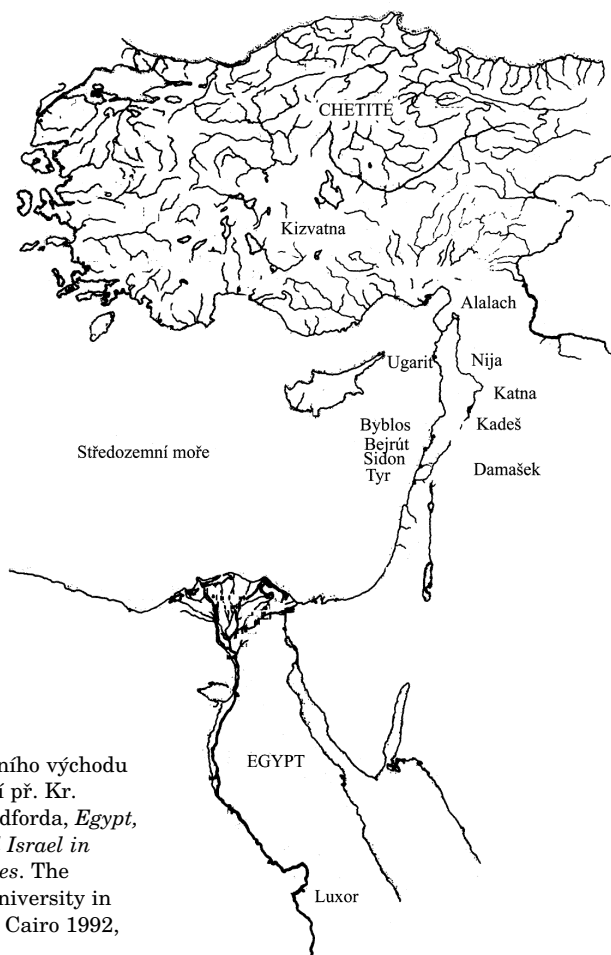 CHETITÉ
Kizvatna
Alalach
Ugarit
Nija
Katna
Byblos
Kadeš
Bejrút
Sidon
Středozemní moře
Damašek
Tyr
EGYPT
Luxor
ního východu
í př. Kr.
dforda, Egypt,
Israel in
es. The
niversity in
Cairo 1992,